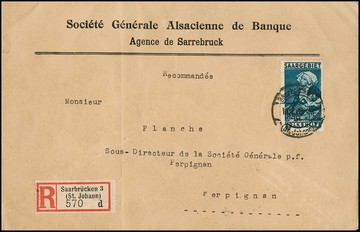 Société Générale Alsacienne de Banque
Agence de Sarrebruck
Recommandée
Monsieur
SAARGEBIET
Planche
Sous-Directeur de la Société Générale p.f.
Perpignan
Perpignan
R
Saarbrücken 3
(St. Johann)
570 d